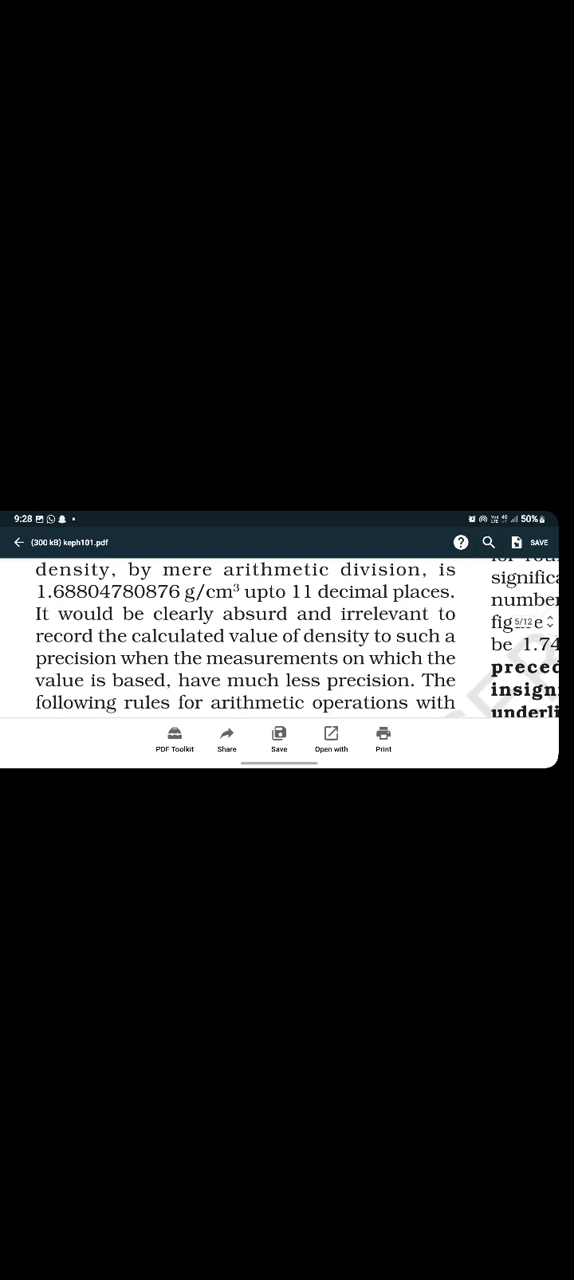 9:28
50%
(300 kB) keph101.pdf
SAVE
density, by mere arithmetic division, is
1.68804780876 g/cm³ upto 11 decimal places.
It would be clearly absurd and irrelevant to
record the calculated value of density to such a
precision when the measurements on which the
value is based, have much less precision. The
following rules for arithmetic operations with
signific
number
5/12
be 1.74
preced
insign
underli
PDF Toolkit
Share
Save
Open with
Print